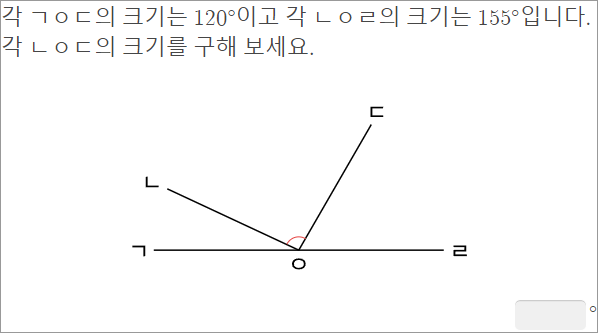 각 ㄱㅇㄷ의 크기는 120°이고 각 ㄴㅇㄹ의 크기는 155°입니다.
각 ㄴㅇㄷ의 크기를 구해 보세요.
ㄷ
ㄴ
ㄱ
ㄹ
ㅇ
°